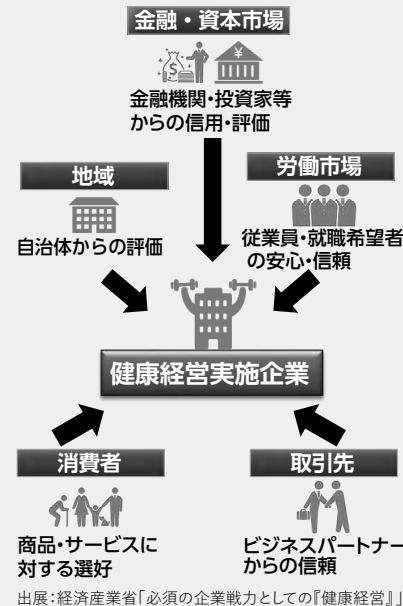 金融・資本市場
¥
$
金融機関・投資家等
からの信用・評価
地域
自治体からの評価
労働市場
従業員・就職希望者
の安心・信頼
健康経営実施企業
消費者
商品・サービスに
対する選好
取引先
ビジネスパートナー
からの信頼
出展：経済産業省「必須の企業戦力としての『健康経営』」